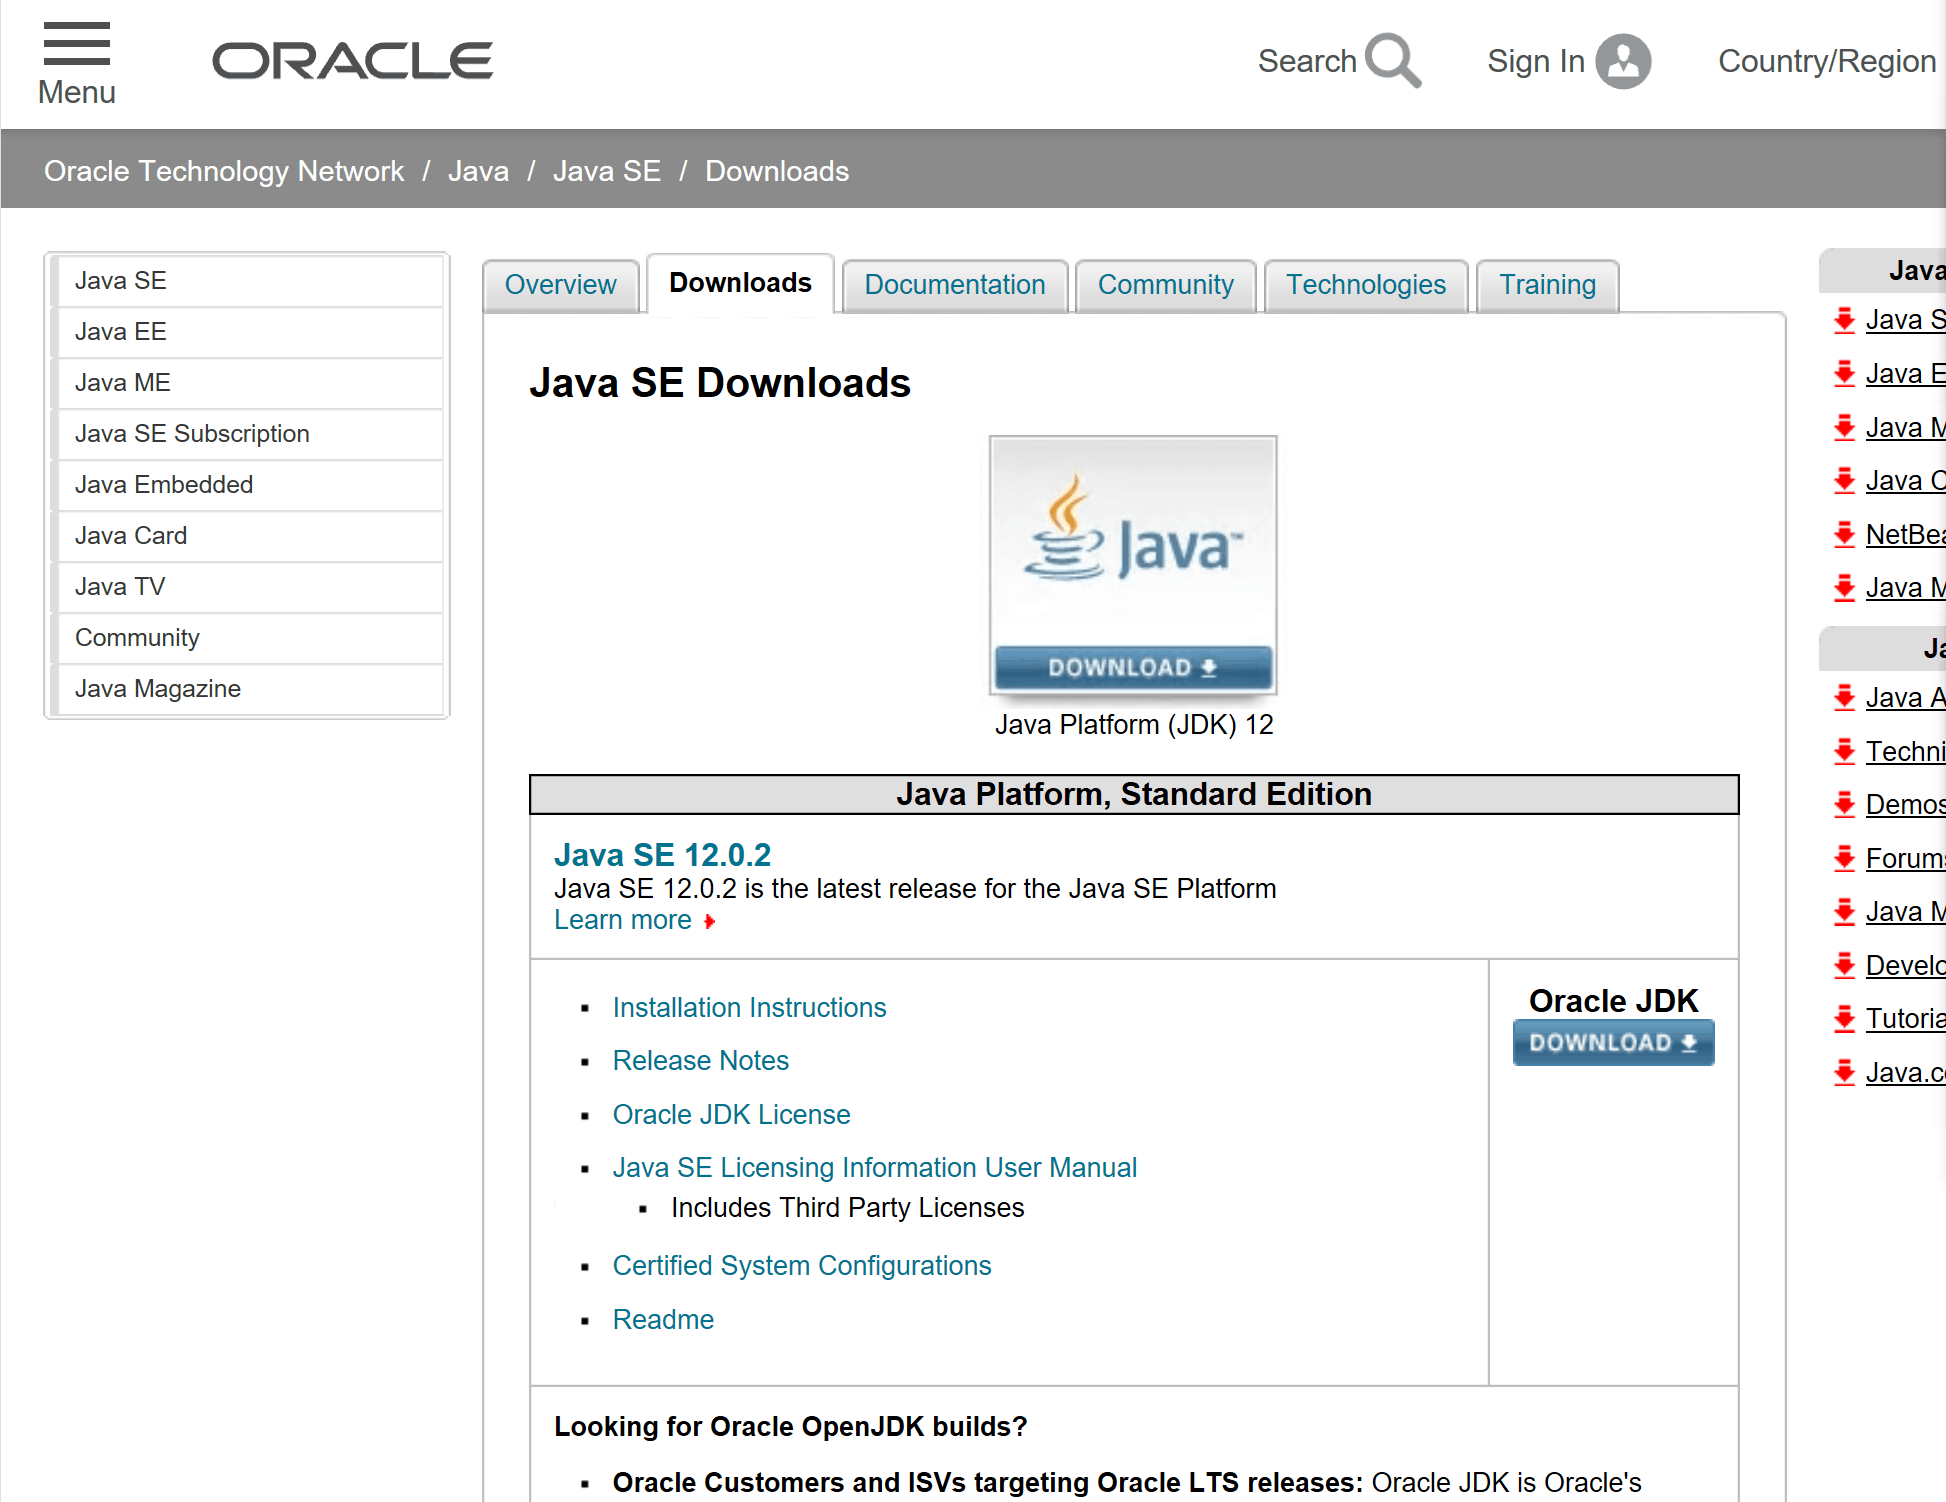 Menu
ORACLE
Search
Sign In
Country/Region
Oracle Technology Network / Java / Java SE / Downloads
Java SE
Java EE
Java ME
Java SE Subscription
Java Embedded
Java Card
Java TV
Community
Java Magazine
Overview
Downloads
Documentation
Community
Technologies
Training
Java SE Downloads
Java™
DOWNLOAD
Java Platform (JDK) 12
Java Platform, Standard Edition
Java SE 12.0.2
Java SE 12.0.2 is the latest release for the Java SE Platform
Learn more
Installation Instructions
Release Notes
Oracle JDK License
Java SE Licensing Information User Manual
Includes Third Party Licenses
Certified System Configurations
Readme
Oracle JDK
DOWNLOAD
Looking for Oracle OpenJDK builds?
Oracle Customers and ISVs targeting Oracle LTS releases: Oracle JDK is Oracle's
Java
Java S
Java E
Java M
Java C
NetBea
Java M
Ja
Java A
Techni
Demos
Forums
Java M
Develo
Tutoria
Java.co